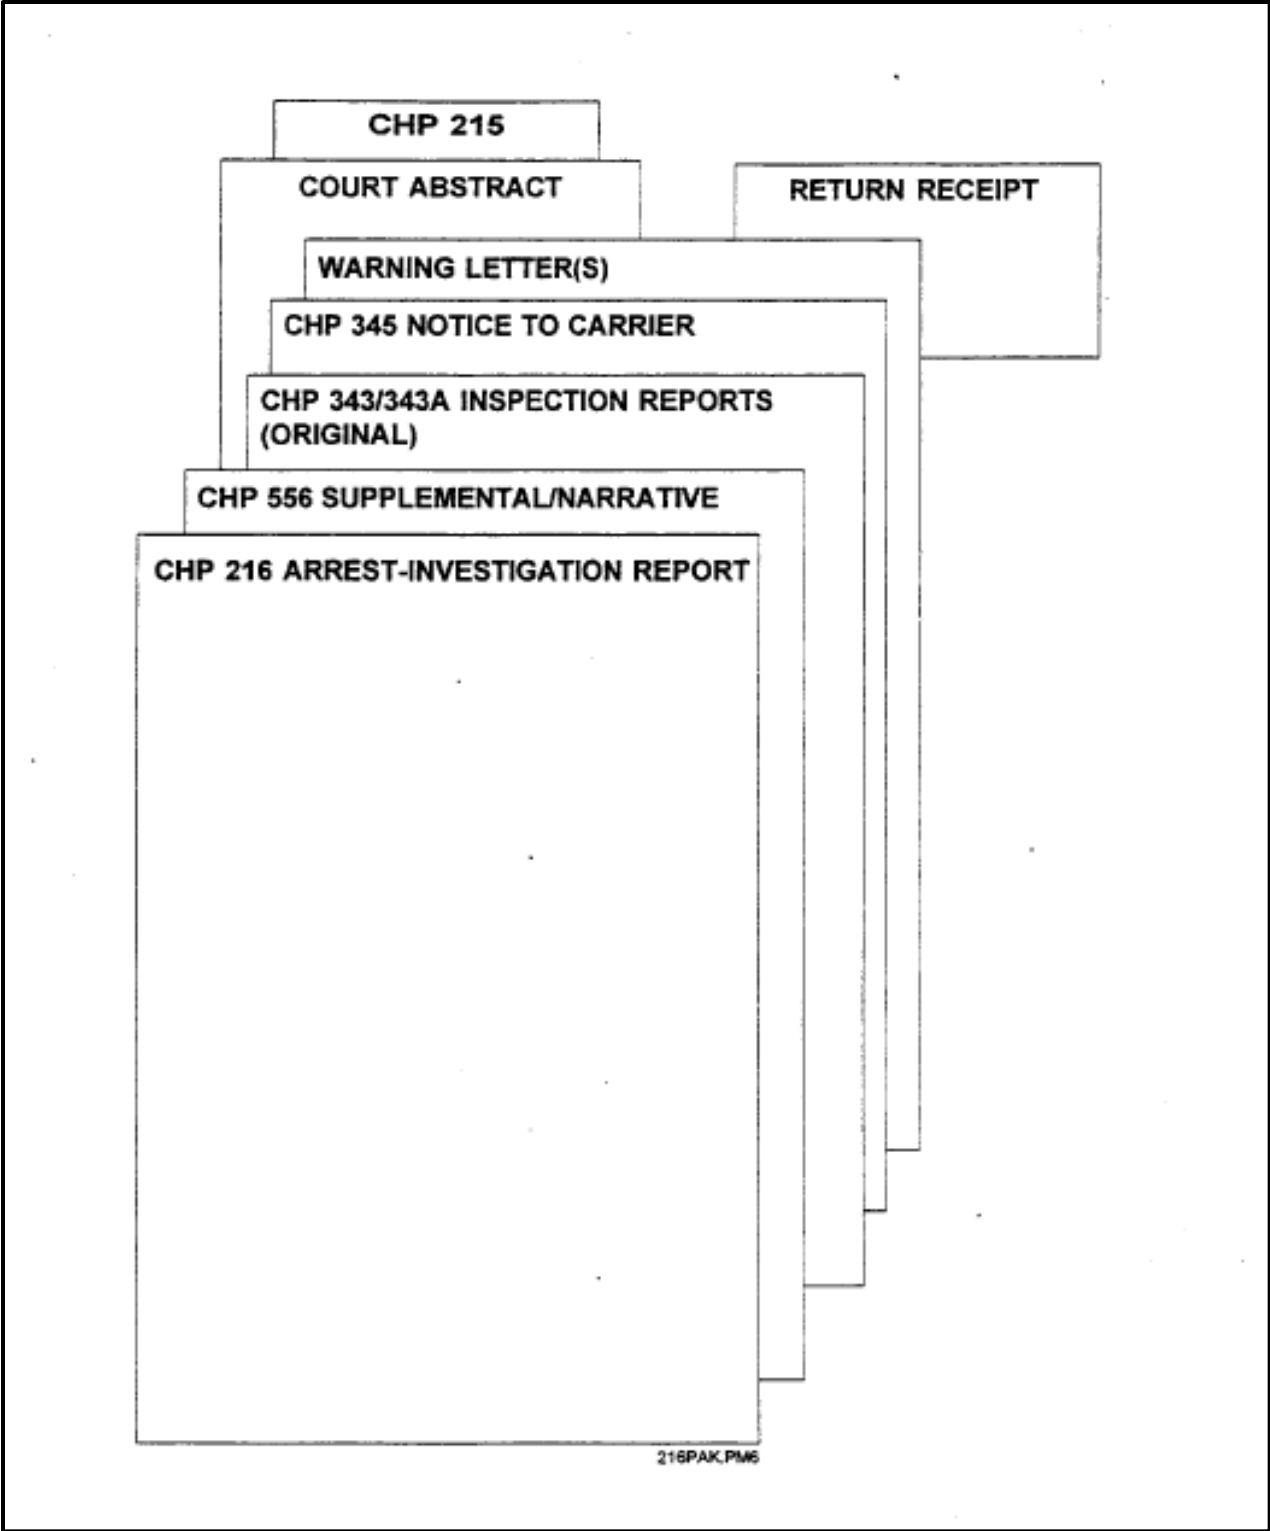 CHP 215
COURT ABSTRACT
RETURN RECEIPT
WARNING LETTER(S)
CHP 345 NOTICE TO CARRIER
CHP 343/343A INSPECTION REPORTS
(ORIGINAL)
CHP 556 SUPPLEMENTAL/NARRATIVE
CHP 216 ARREST-INVESTIGATION REPORT
216PAK.PM6